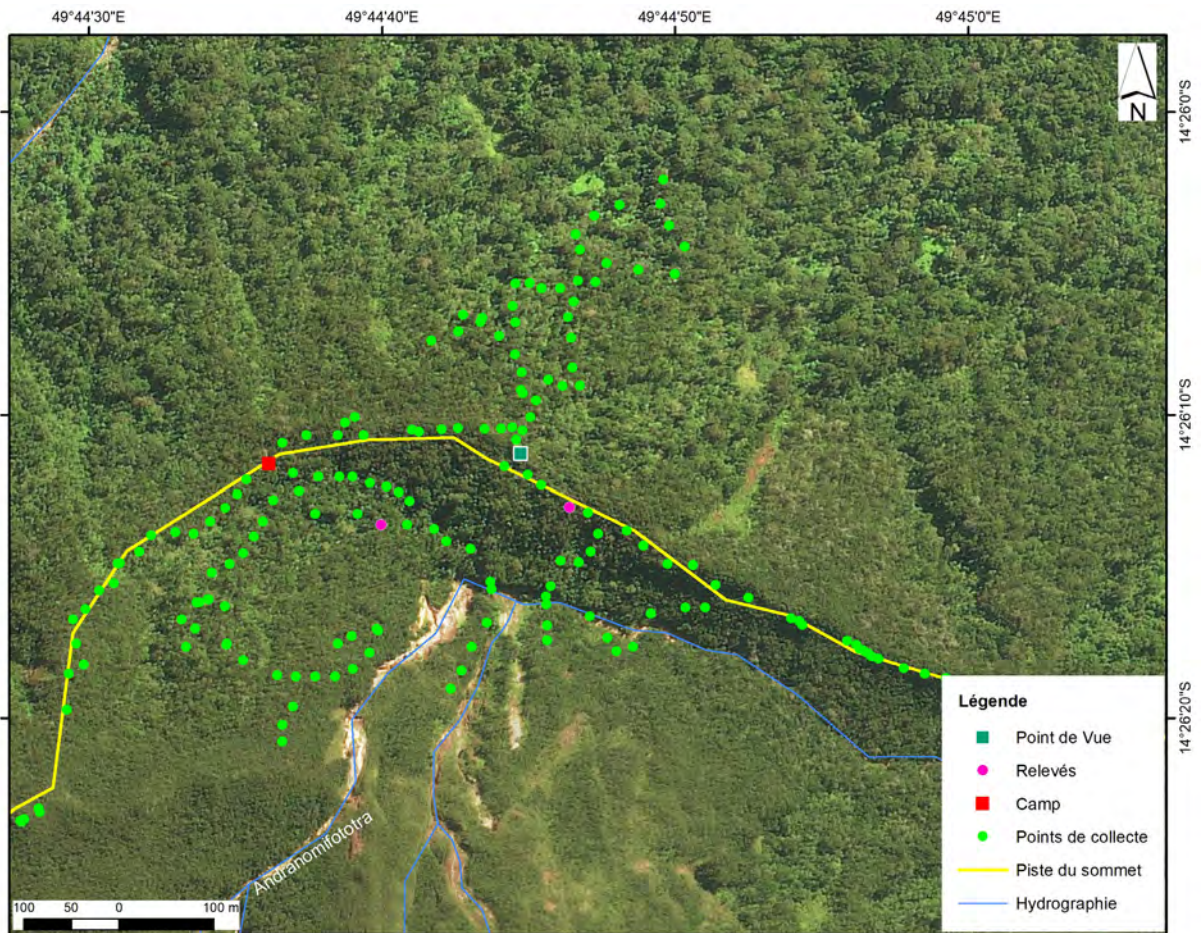 49°44'30"E
49°44'40"E
49°44'50"E
49°45'0"E
N
14°26'0"S
14°26'10"S
14°26'20"S
Andranomifototra
Légende
Point de Vue
Relevés
Camp
Points de collecte
Piste du sommet
Hydrographie
100 50 0 100 m